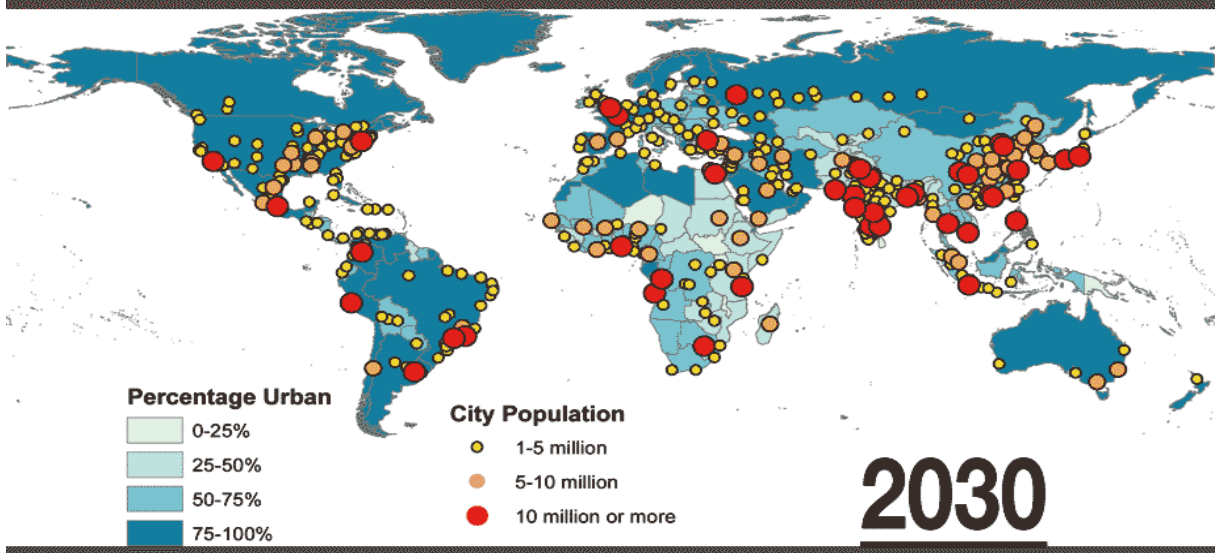 Percentage Urban
0-25%
25-50%
50-75%
75-100%
City Population
1-5 million
5-10 million
10 million or more
2030